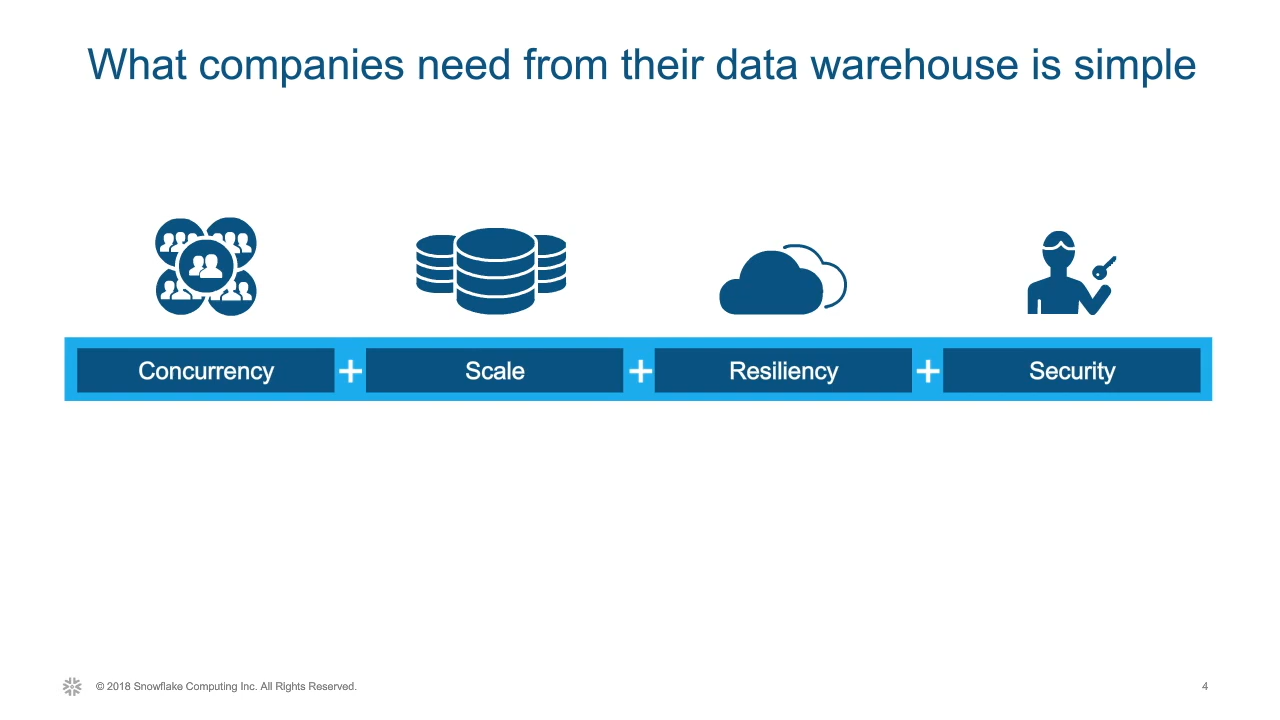 What companies need from their data warehouse is simple
Concurrency + Scale + Resiliency + Security
© 2018 Snowflake Computing Inc. All Rights Reserved.
4